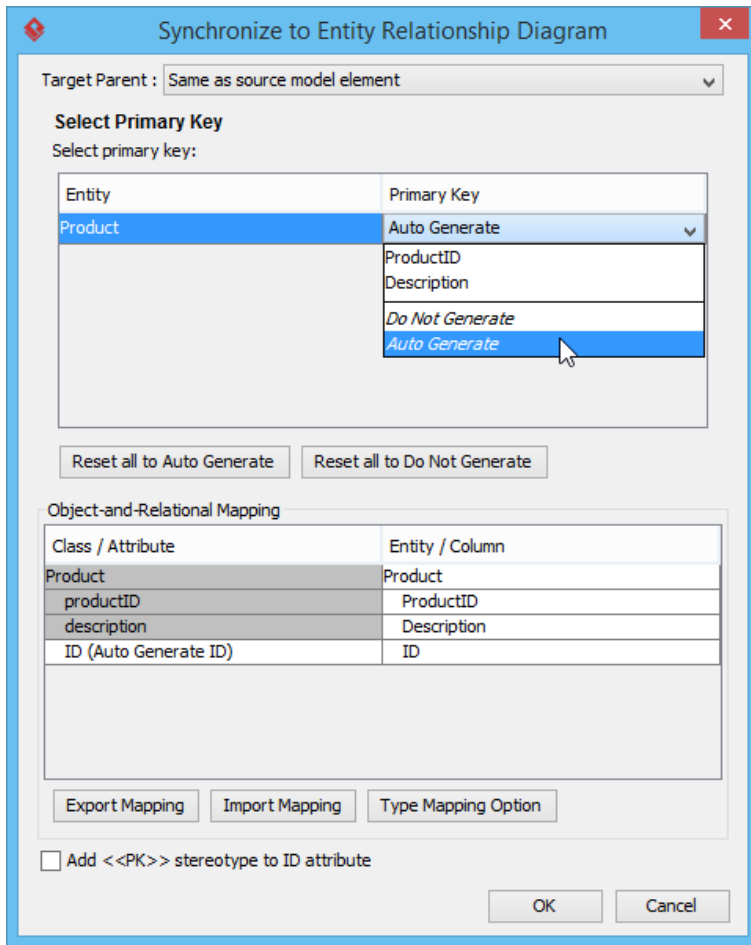 Synchronize to Entity Relationship Diagram
Target Parent : Same as source model element
Select Primary Key
Select primary key:
Entity Primary Key
Product Auto Generate
ProductID
Description
Do Not Generate
Auto Generate
Reset all to Auto Generate Reset all to Do Not Generate
Object-and-Relational Mapping
Class / Attribute Entity / Column
Product Product
productID ProductID
description Description
ID (Auto Generate ID) ID
Export Mapping Import Mapping Type Mapping Option
Add <<PK>> stereotype to ID attribute
OK Cancel